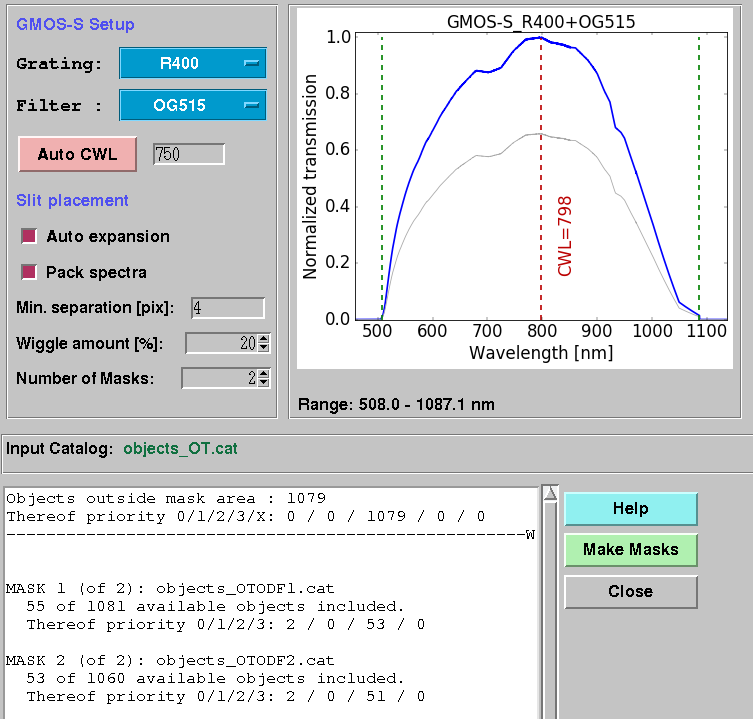 GMOS-S Setup
Grating: R400
Filter : OG515
Auto CWL 750
Slit placement
Auto expansion
Pack spectra
Min. separation [pix]: 4
Wiggle amount [%]: 20
Number of Masks: 2
GMOS-S_R400+OG515
Normalized transmission
1.0
0.8
0.6
0.4
0.2
0.0
CWL=798
500 600 700 800 900 1000 1100
Wavelength [nm]
Range: 508.0 - 1087.1 nm
Input Catalog: objects_OT.cat
Objects outside mask area : 1079
Thereof priority 0/1/2/3/X: 0 / 0 / 1079 / 0 / 0
----------------------------------------------------W
MASK 1 (of 2): objects_OTODF1.cat
55 of 1081 available objects included.
Thereof priority 0/1/2/3: 2 / 0 / 53 / 0
MASK 2 (of 2): objects_OTODF2.cat
53 of 1060 available objects included.
Thereof priority 0/1/2/3: 2 / 0 / 51 / 0
Help
Make Masks
Close